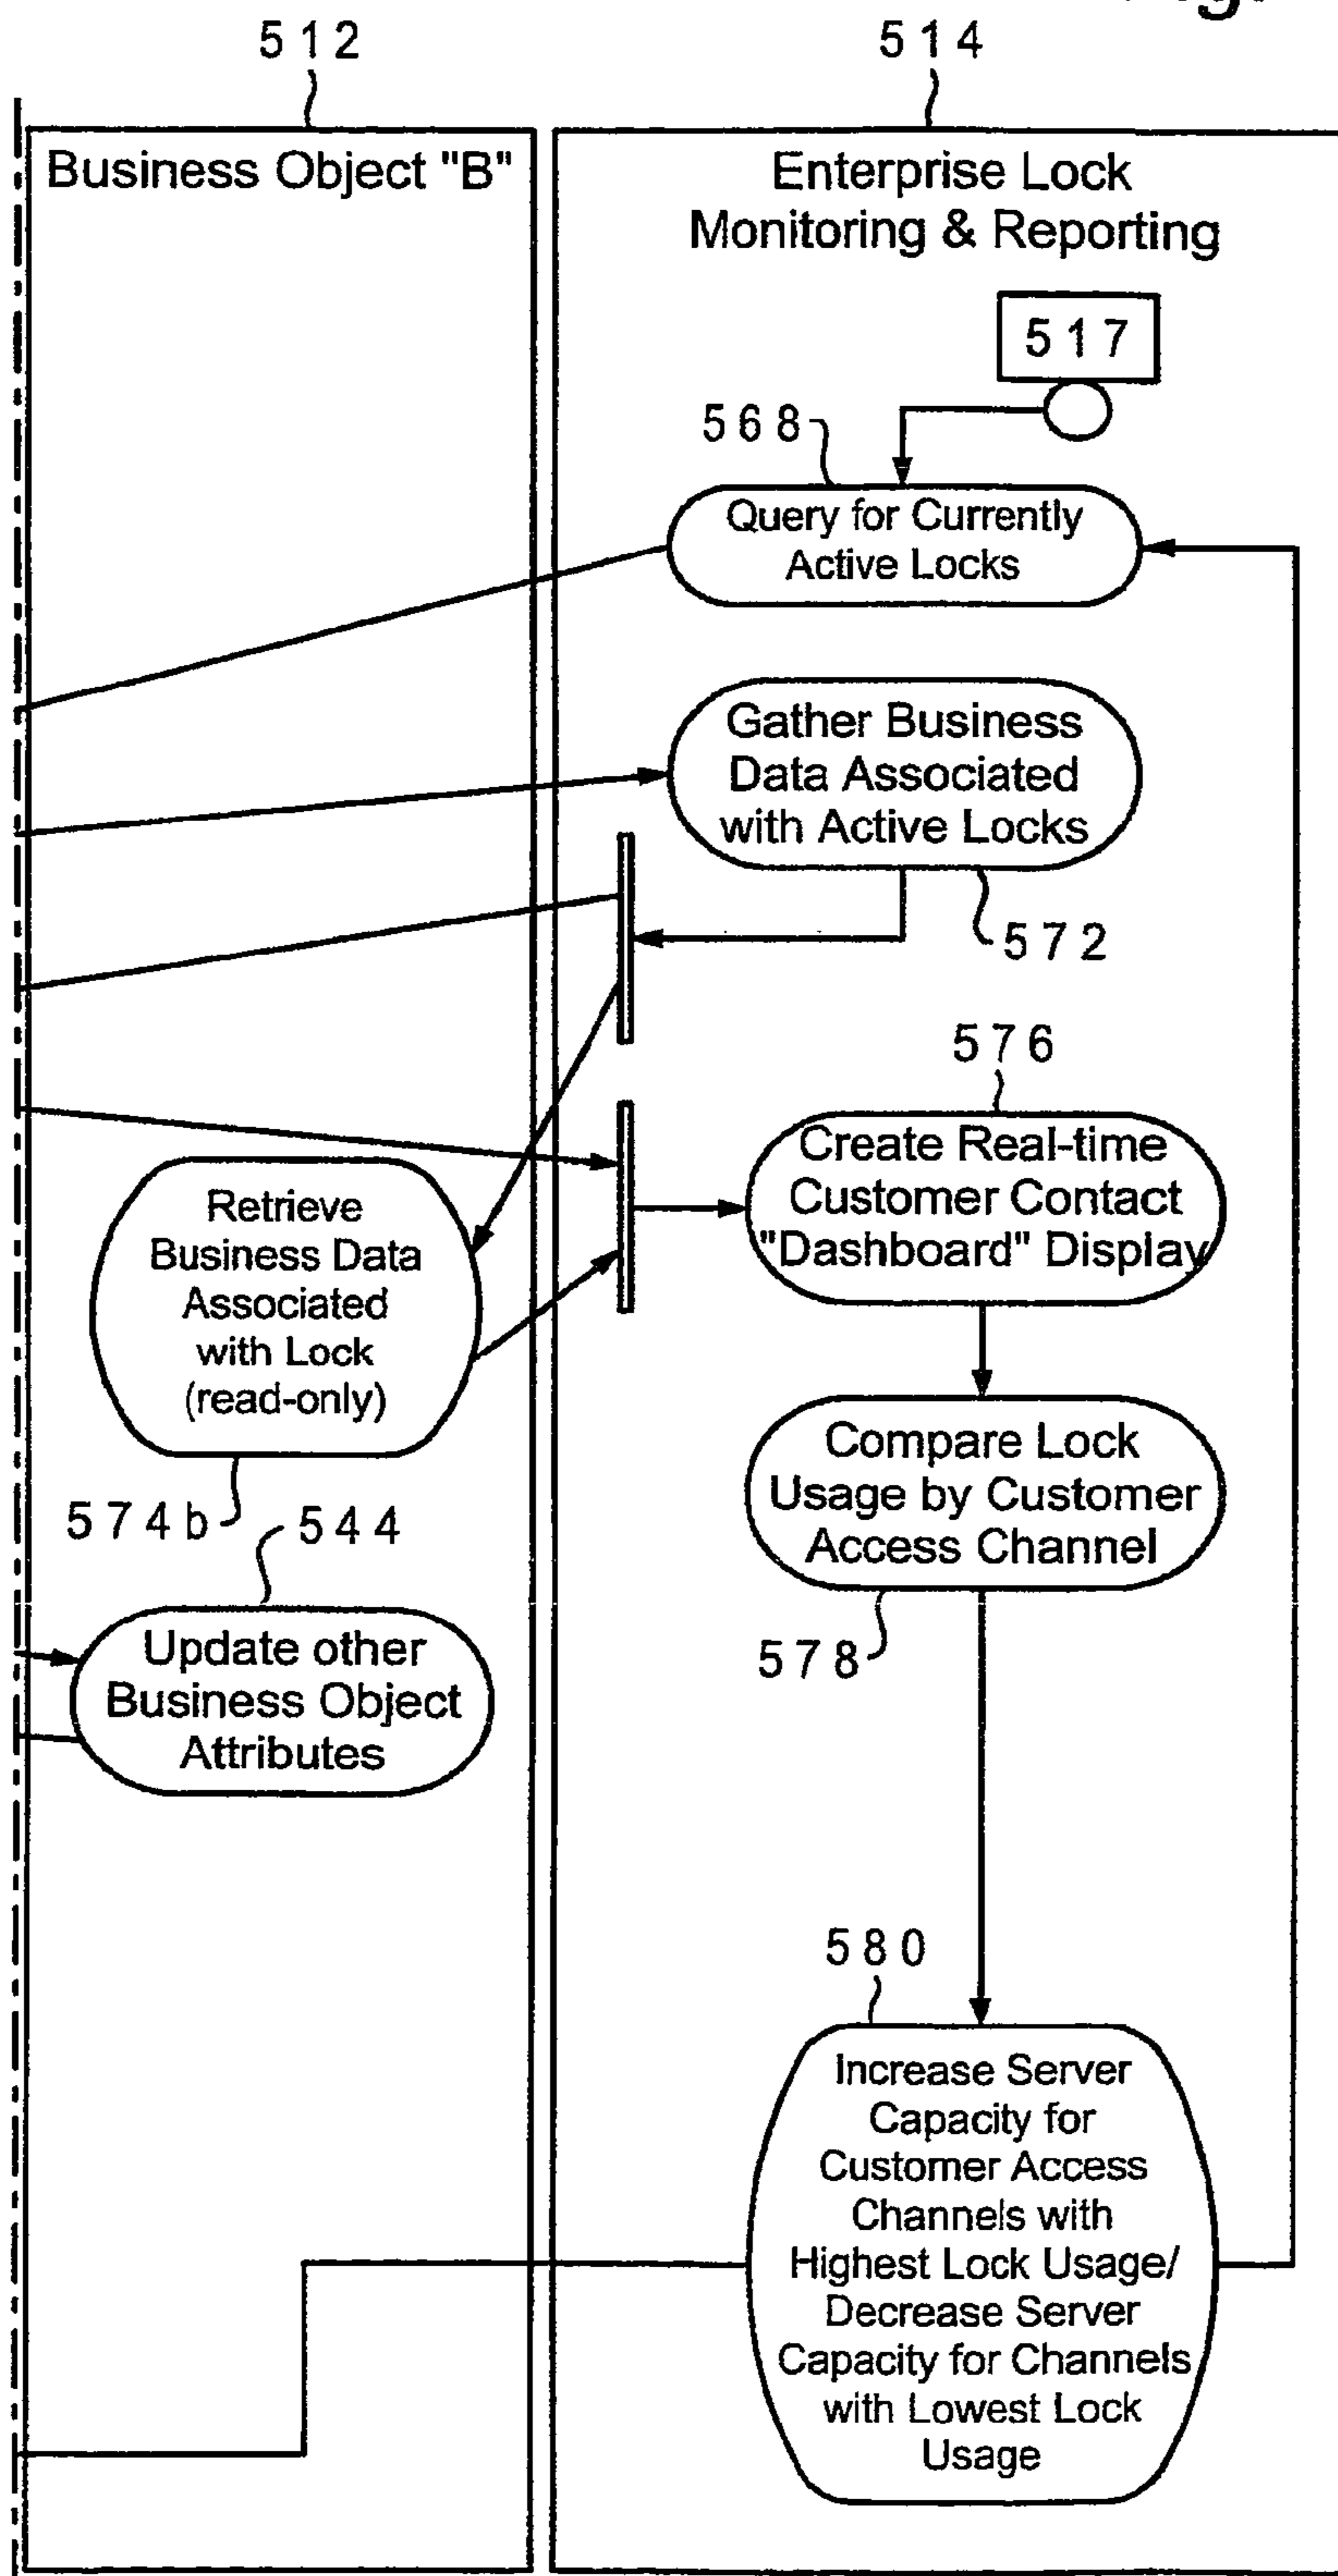 512
514
Business Object "B"
Enterprise Lock
Monitoring & Reporting
517
568
Query for Currently
Active Locks
Gather Business
Data Associated
with Active Locks
572
576
Create Real-time
Customer Contact
"Dashboard" Display
Retrieve
Business Data
Associated
with Lock
(read-only)
574b
Compare Lock
Usage by Customer
Access Channel
578
544
Update other
Business Object
Attributes
580
Increase Server
Capacity for
Customer Access
Channels with
Highest Lock Usage/
Decrease Server
Capacity for Channels
with Lowest Lock
Usage